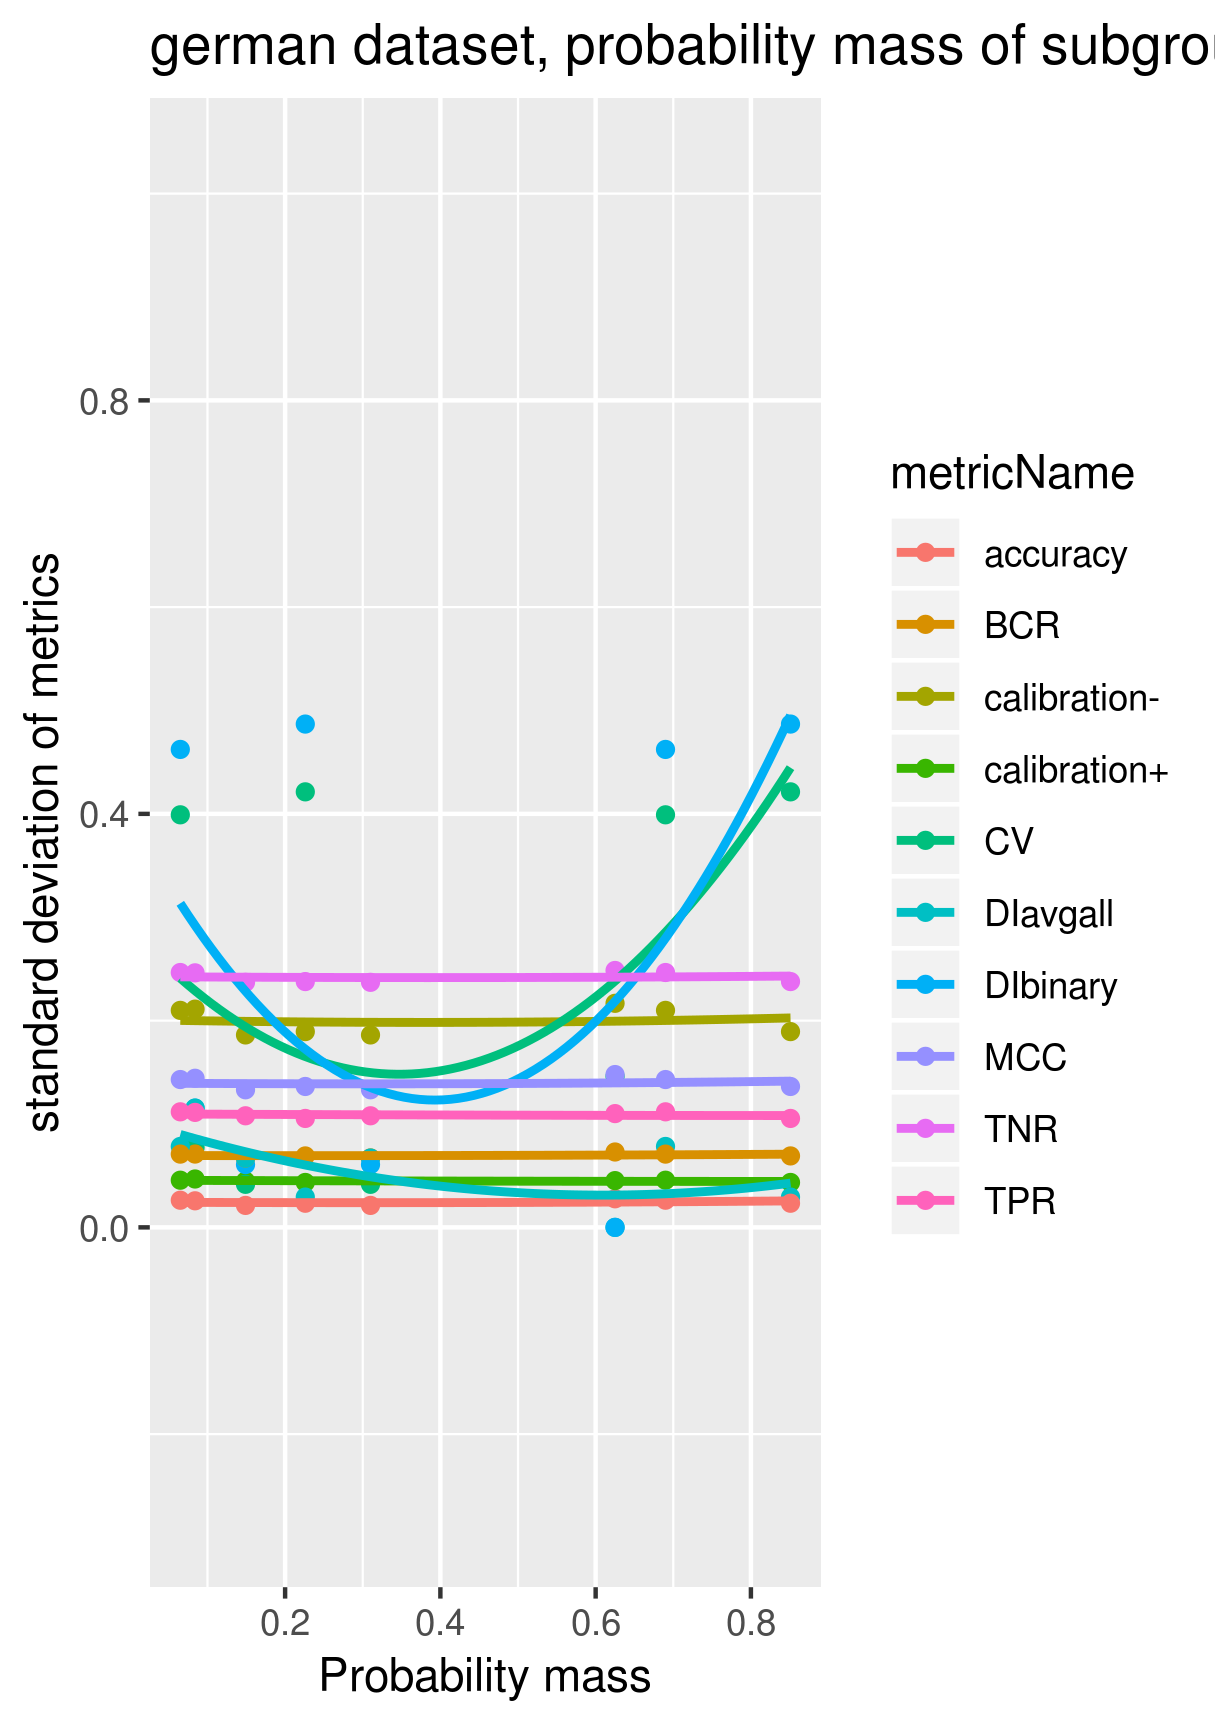 german dataset, probability mass of subgrou
0.8
0.4
0.0
standard deviation of metrics
0.2 0.4 0.6 0.8
Probability mass
metricName
accuracy
BCR
calibration-
calibration+
CV
DIavgall
DIbinary
MCC
TNR
TPR